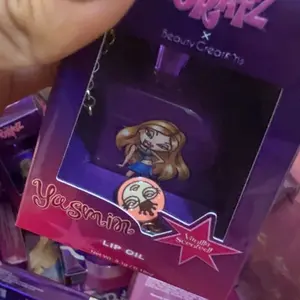 BRATZ
x
Beauty Creations
Yasmin
Vanilla
Scented!
LIP OIL